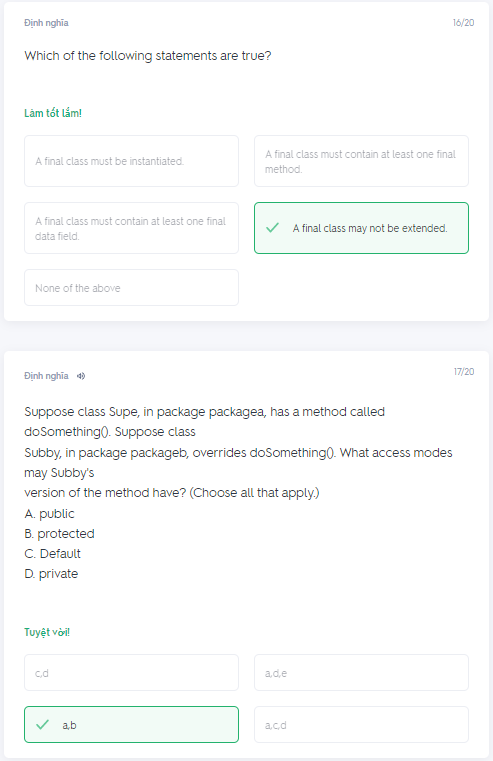 Định nghĩa
16/20
Which of the following statements are true?
Làm tốt lắm!
A final class must be instantiated.
A final class must contain at least one final
method.
A final class must contain at least one final
data field.
A final class may not be extended.
None of the above
Định nghĩa
17/20
Suppose class Supe, in package packagea, has a method called
doSomething(). Suppose class
Subby, in package packageb, overrides doSomething(). What access modes
may Subby's
version of the method have? (Choose all that apply.)
A. public
B. protected
C. Default
D. private
Tuyệt vời!
c,d
a,d,e
a,b
a,c,d